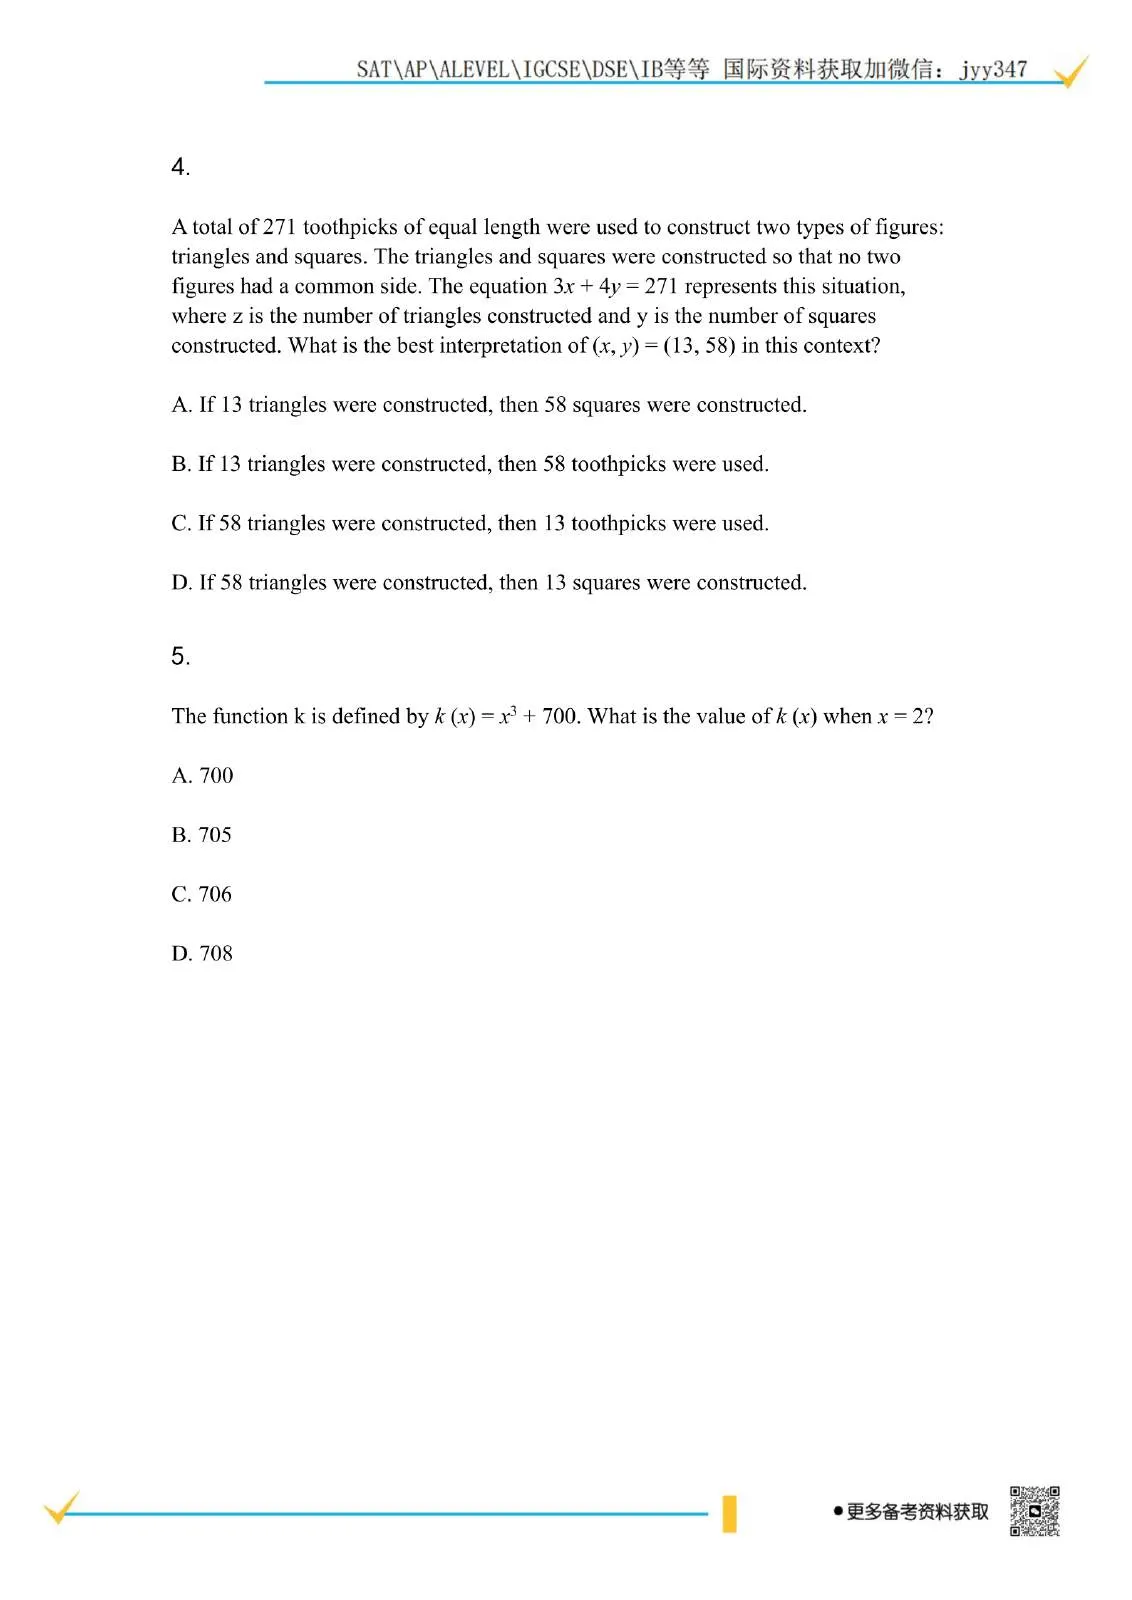 SAT\AP\ALEVEL\IGCSE\DSE\IB等等 国际资料获取加微信：jyy347
4.
A total of 271 toothpicks of equal length were used to construct two types of figures:
triangles and squares. The triangles and squares were constructed so that no two
figures had a common side. The equation 3x + 4y = 271 represents this situation,
where z is the number of triangles constructed and y is the number of squares
constructed. What is the best interpretation of (x, y) = (13, 58) in this context?
A. If 13 triangles were constructed, then 58 squares were constructed.
B. If 13 triangles were constructed, then 58 toothpicks were used.
C. If 58 triangles were constructed, then 13 toothpicks were used.
D. If 58 triangles were constructed, then 13 squares were constructed.
5.
The function k is defined by k (x) = x³ + 700. What is the value of k (x) when x = 2?
A. 700
B. 705
C. 706
D. 708
●更多备考资料获取